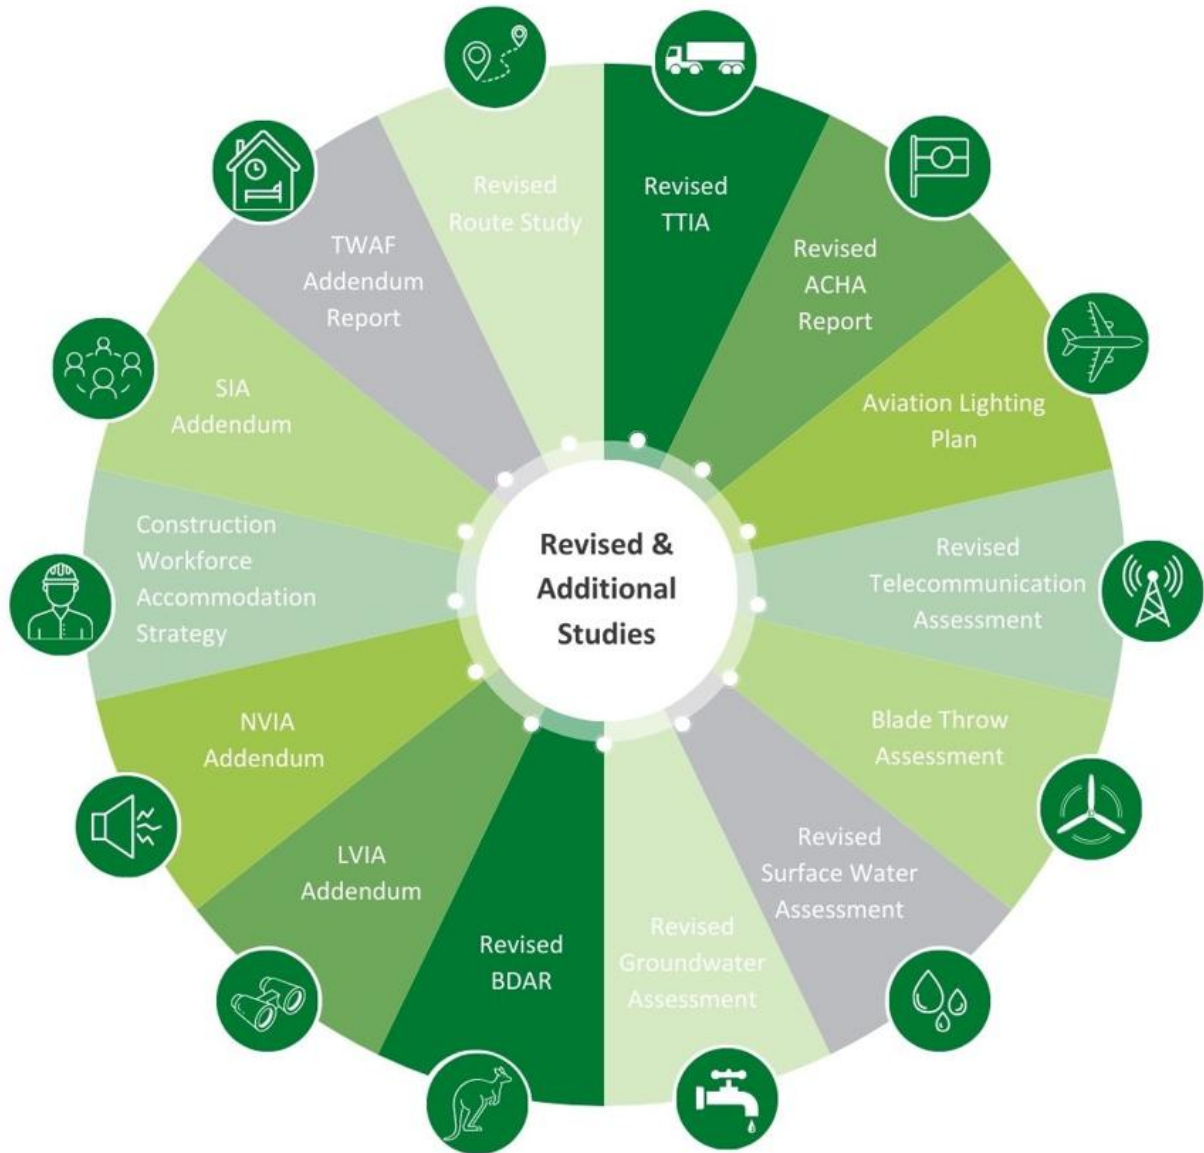 Revised & 
Additional
Studies
Revised
TTIA
Revised
ACHA
Report
Aviation Lighting
Plan
Revised
Telecommunication
Assessment
Blade Throw
Assessment
Revised
Surface Water
Assessment
Revised
Groundwater
Assessment
Revised
BDAR
LVIA
Addendum
NVIA
Addendum
Construction
Workforce
Accommodation
Strategy
SIA
Addendum
TWAF
Addendum
Report
Revised
Route Study